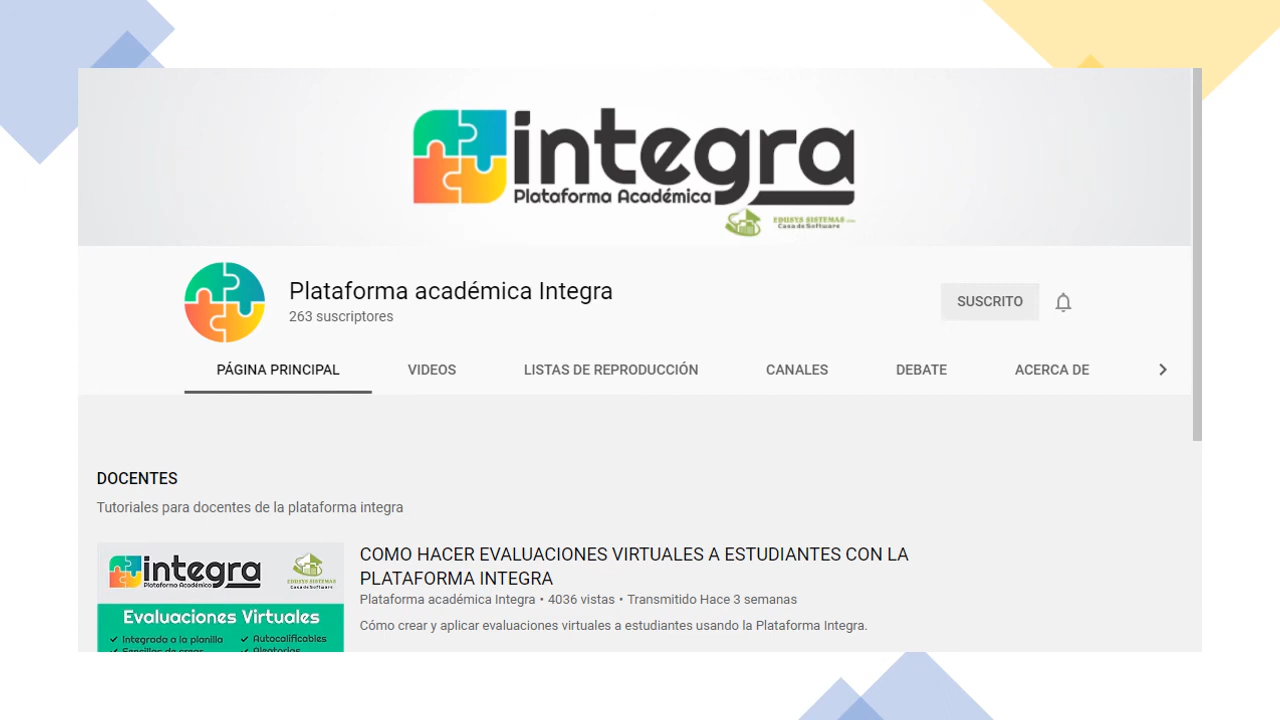 integra
Plataforma Académica
EDUSYS SISTEMAS
Casa de Software
Plataforma académica Integra
263 suscriptores
SUSCRITO
PÁGINA PRINCIPAL VIDEOS LISTAS DE REPRODUCCIÓN CANALES DEBATE ACERCA DE
DOCENTES
Tutoriales para docentes de la plataforma integra
integra
Plataforma Académica
EDUSYS SISTEMAS
Casa de Software
Evaluaciones Virtuales
✓ Integrada a la planilla ✓ Autocalificables
COMO HACER EVALUACIONES VIRTUALES A ESTUDIANTES CON LA
PLATAFORMA INTEGRA
Plataforma académica Integra • 4036 vistas • Transmitido Hace 3 semanas
Cómo crear y aplicar evaluaciones virtuales a estudiantes usando la Plataforma Integra.